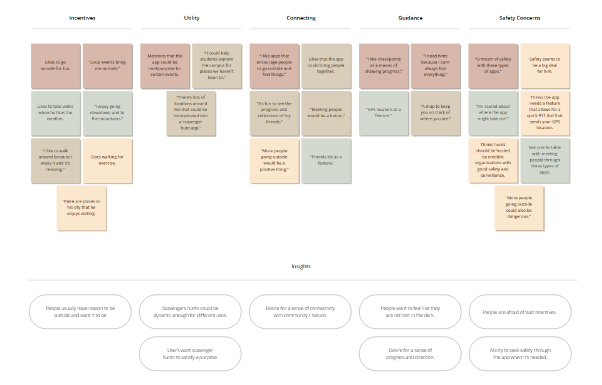 Incentives
Utility
Connecting
Guidance
Safety Concerns
Likes to go
outside for fun.
"Local events bring
me outside."
Likes to take walks
when he likes the
weather.
"I enjoy going
downtown and to
the mountains."
"I like to walk
around because I
enjoy it and it's
relaxing."
Goes walking for
exercise.
"There are places in
his city that he
enjoys visiting.
Mentions that the
app could be
multipurpose for
certain events.
"I could help
students explore
the campus for
places we haven't
been to."
"There's lots of
locations around
me that could be
incorporated into
a scavenger
hunt app."
"I like apps that
encourage people
to go outside and
find things."
Likes that the app
could bring people
together.
"It's fun to see the
progress and
of my
friends."
"Meeting people
would be a bonus."
"More people
going outside
would be a
positive thing."
"Friends list as a
feature."
"I like checkpoints
as a means of
showing progress."
"I need hints
because I can't
always find
everything."
"GPS location as a
feature."
"A map to keep
you on track of
where you are."
"Criticism of safety
with these types
of apps."
Safety seems to
be a big deal
for him.
"I'm scared about
where the app
might take me."
"Thinks the app
needs a feature
that allows for a
quick 911 dial that
sends your GPS
location.
Thinks hunts
should be hosted
by credible
organizations with
good safety and
surveillance.
Not comfortable
with meeting
people through
these types of
apps.
"More people
going outside
could also be
dangerous."
Insights
People usually have reason to be
outside and want it to be
Scavenger hunts could be
dynamic enough for different uses.
Desire for a sense of connectivity
with community / nature.
People want to feel like they
are not lost in the dark.
People are afraid of bad incentives
Users want scavenger
hunts to satisfy a purpose.
Desire for a sense of
progress and direction.
Ability to seek safety through
the app when it's needed.